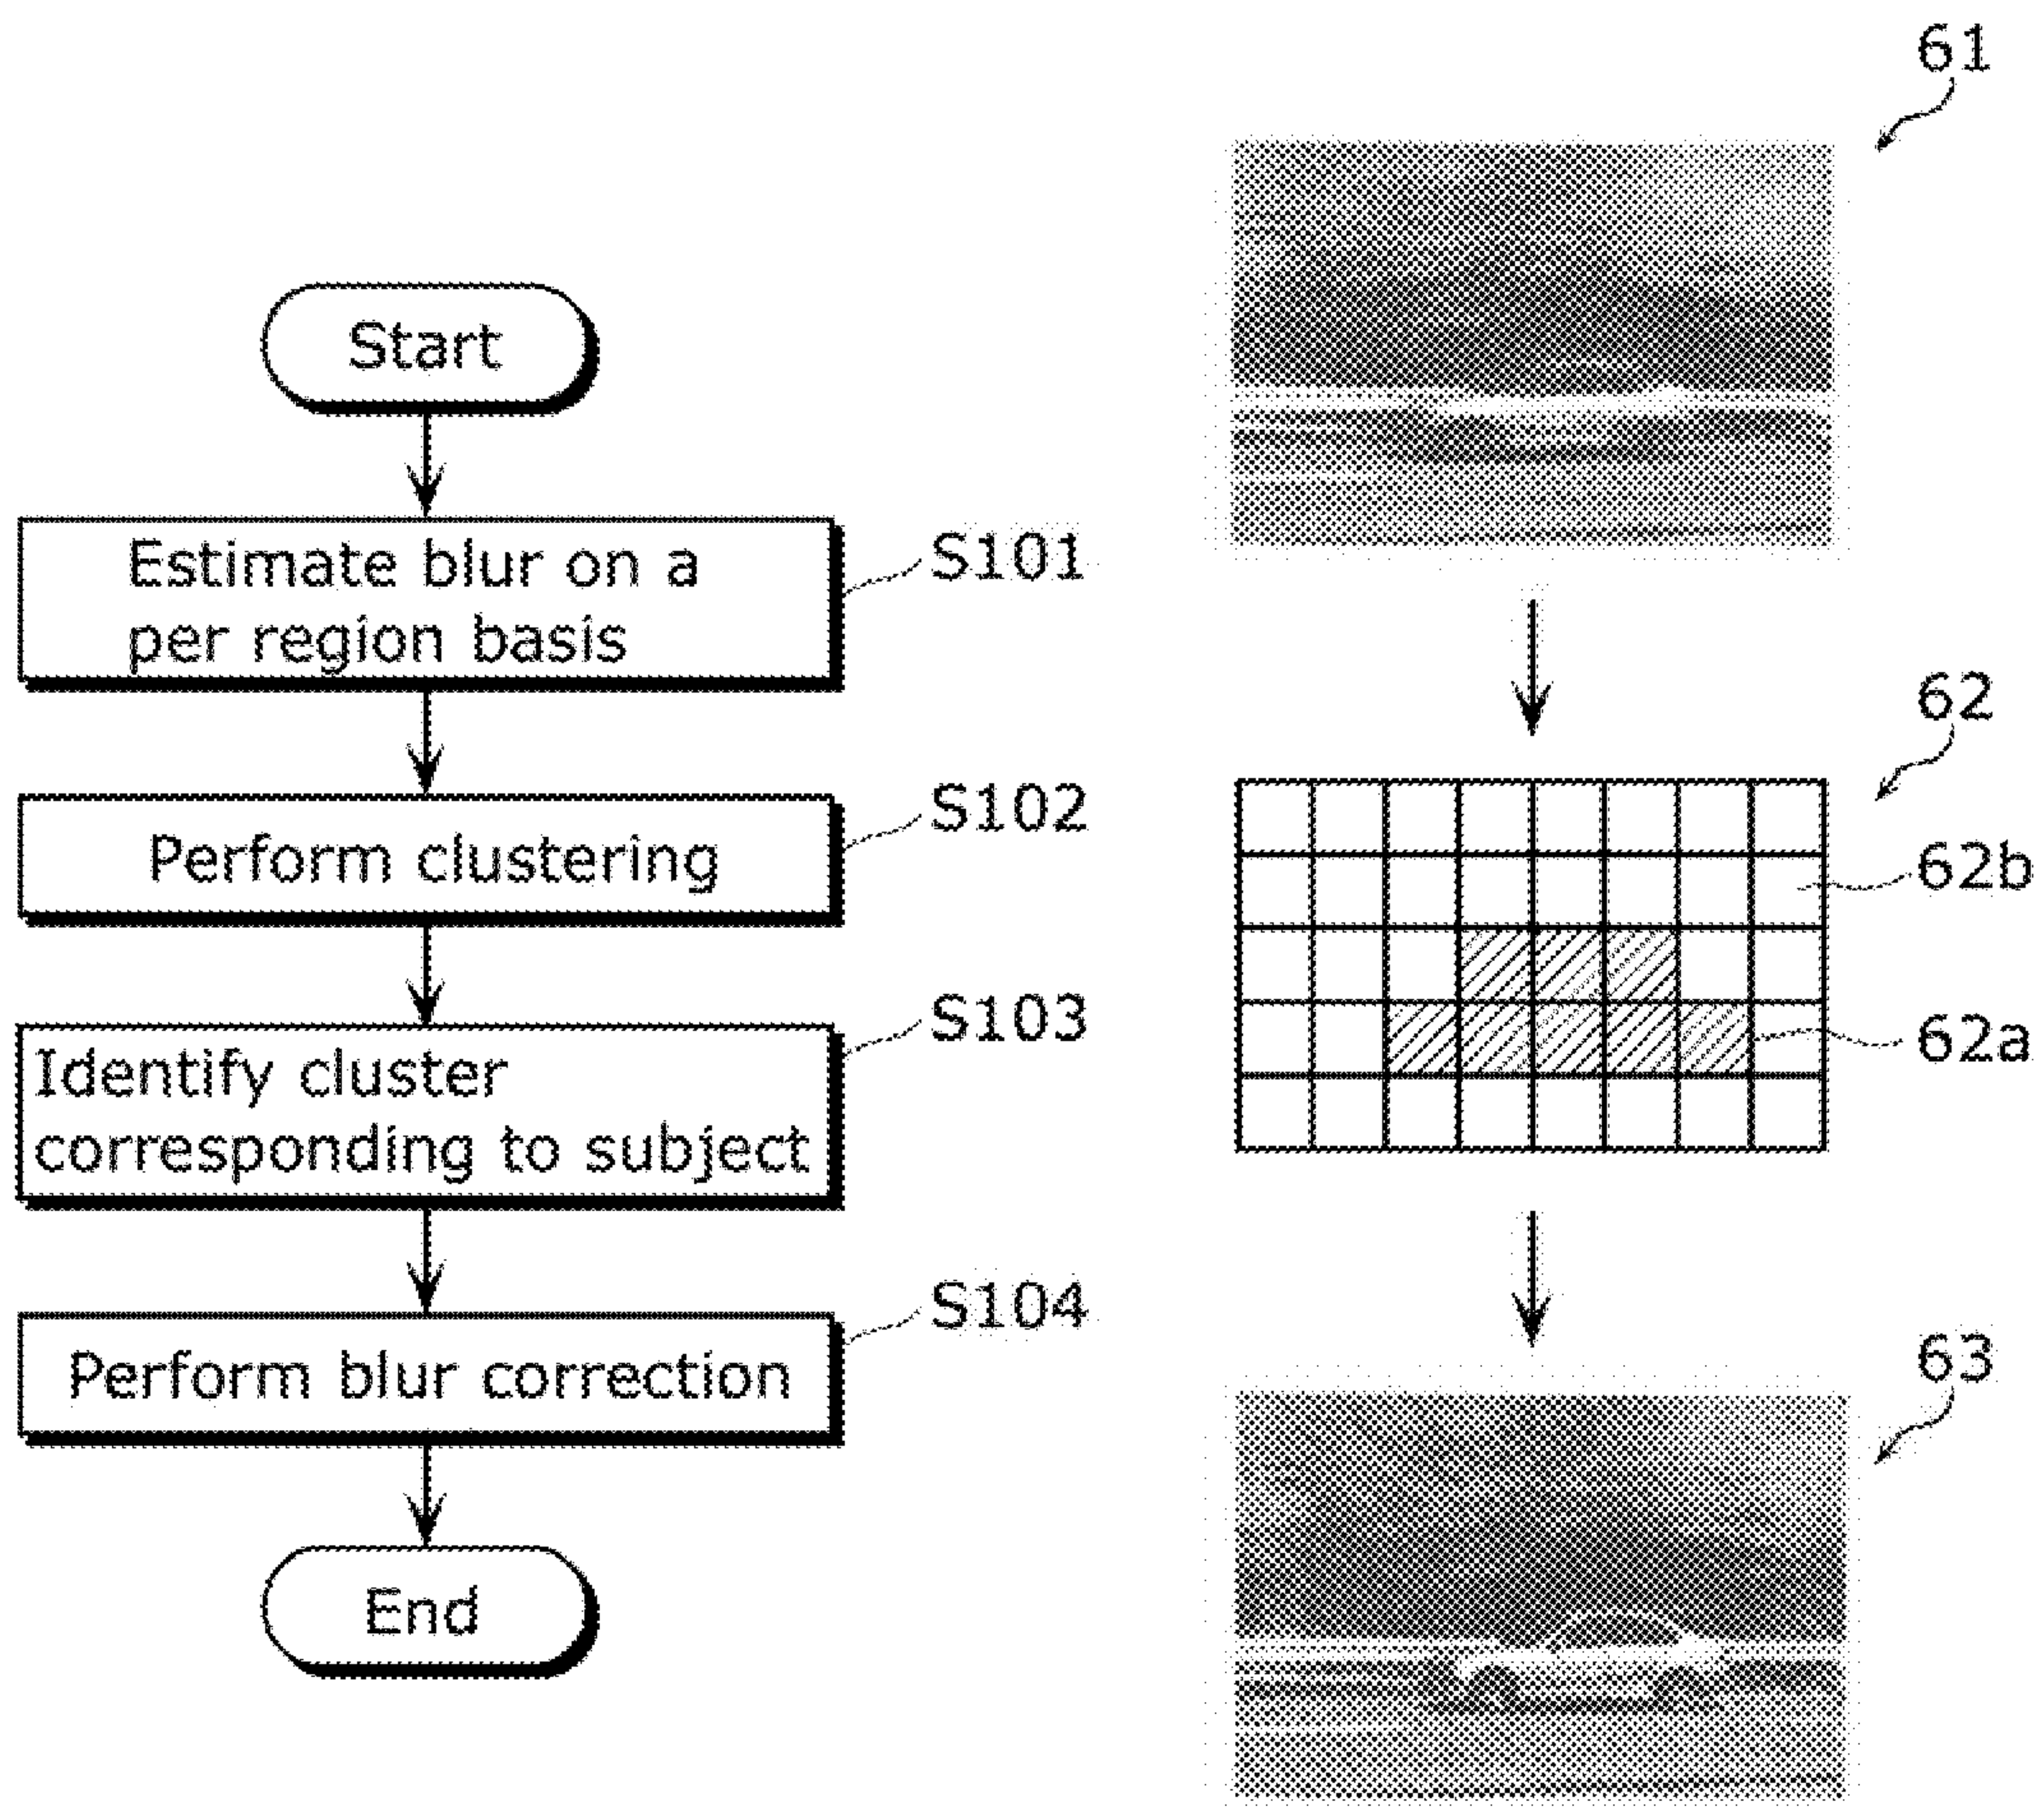 Start
Estimate blur on a
per region basis
S101
Perform clustering
S102
Identify cluster
corresponding to subject
S103
Perform blur correction
S104
End
61
62
62b
62a
63